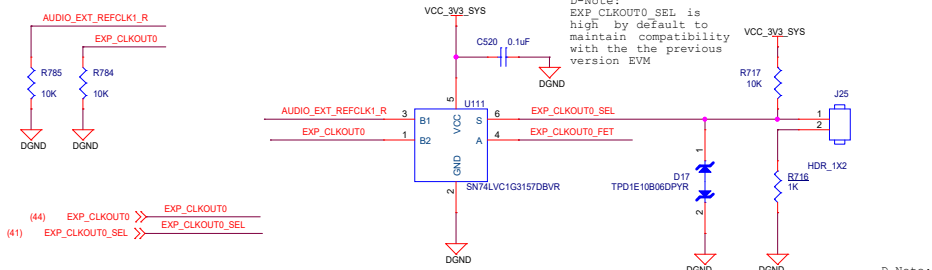 D-Note:
EXP_CLKOUT0_SEL is
high by default to
maintain compatibility
with the the previous
version EVM
AUDIO_EXT_REFCLK1_R
EXP_CLKOUT0
R785
10K
R784
10K
DGND
DGND
VCC_3V3_SYS
C520 0.1uF
DGND
VCC_3V3_SYS
R717
10K
J25
1
2
HDR_1X2
AUDIO_EXT_REFCLK1_R
3
EXP_CLKOUT0
1
5
U111
B1
B2
VCC
S
A
GND
6
4
2
SN74LVC1G3157DBVR
EXP_CLKOUT0_SEL
EXP_CLKOUT0_FET
1
D17
TPD1E10B06DPYR
2
R716
1K
DGND
DGND
DGND
(44) EXP_CLKOUT0
EXP_CLKOUT0
(41) EXP_CLKOUT0_SEL
EXP_CLKOUT0_SEL